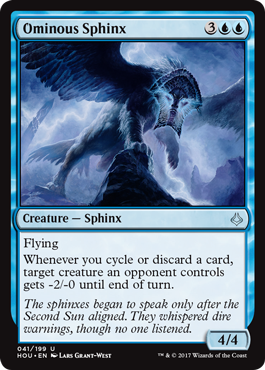 Ominous Sphinx 3
Creature — Sphinx
Flying
Whenever you cycle or discard a card,
target creature an opponent controls
gets -2/-0 until end of turn.
The sphinxes began to speak only after the
Second Sun aligned. They whispered dire
warnings, though no one listened.
4/4
041/199 U
HOU • EN Lars Grant-West
™ & © 2017 Wizards of the Coast